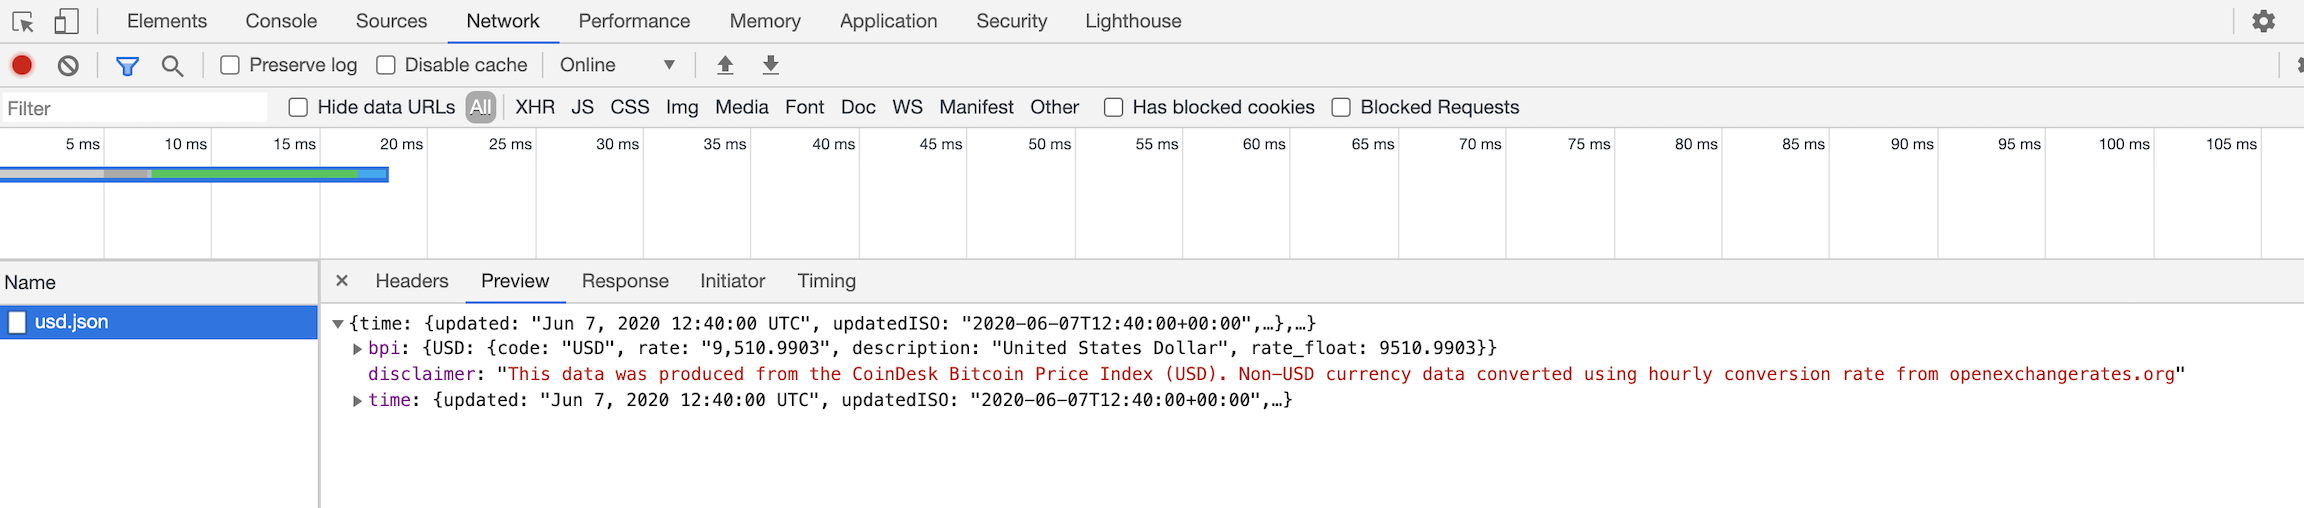 Elements Console Sources Network Performance Memory Application Security Lighthouse
Preserve log Disable cache Online
Filter Hide data URLs All XHR JS CSS Img Media Font Doc WS Manifest Other Has blocked cookies Blocked Requests
5 ms 10 ms 15 ms 20 ms 25 ms 30 ms 35 ms 40 ms 45 ms 50 ms 55 ms 60 ms 65 ms 70 ms 75 ms 80 ms 85 ms 90 ms 95 ms 100 ms 105 ms
Name × Headers Preview Response Initiator Timing
usd.json
▼{time: {updated: "Jun 7, 2020 12:40:00 UTC", updatedISO: "2020-06-07T12:40:00+00:00",…},…}
▶bpi: {USD: {code: "USD", rate: "9,510.9903", description: "United States Dollar", rate_float: 9510.9903}}
disclaimer: "This data was produced from the CoinDesk Bitcoin Price Index (USD). Non-USD currency data converted using hourly conversion rate from openexchangerates.org"
▶time: {updated: "Jun 7, 2020 12:40:00 UTC", updatedISO: "2020-06-07T12:40:00+00:00",…}